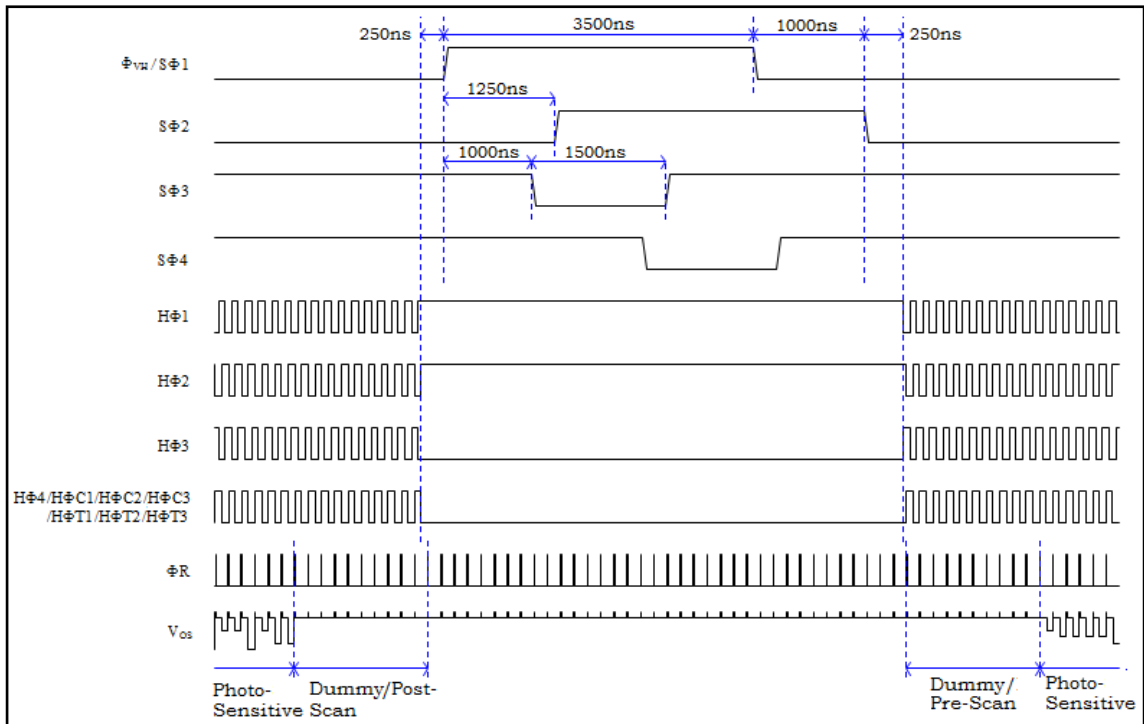 3500ns
250ns
1000ns
250ns
ΦVH/SΦ1
1250ns
SΦ2
1000ns
1500ns
SΦ3
SΦ4
HΦ1
HΦ2
HΦ3
HΦ4/HΦC1/HΦC2/HΦC3
/HΦT1/HΦT2/HΦT3
ΦR
VOS
Photo-
Sensitive
Dummy/Post-
Scan
Dummy/
Pre-Scan
Photo-
Sensitive